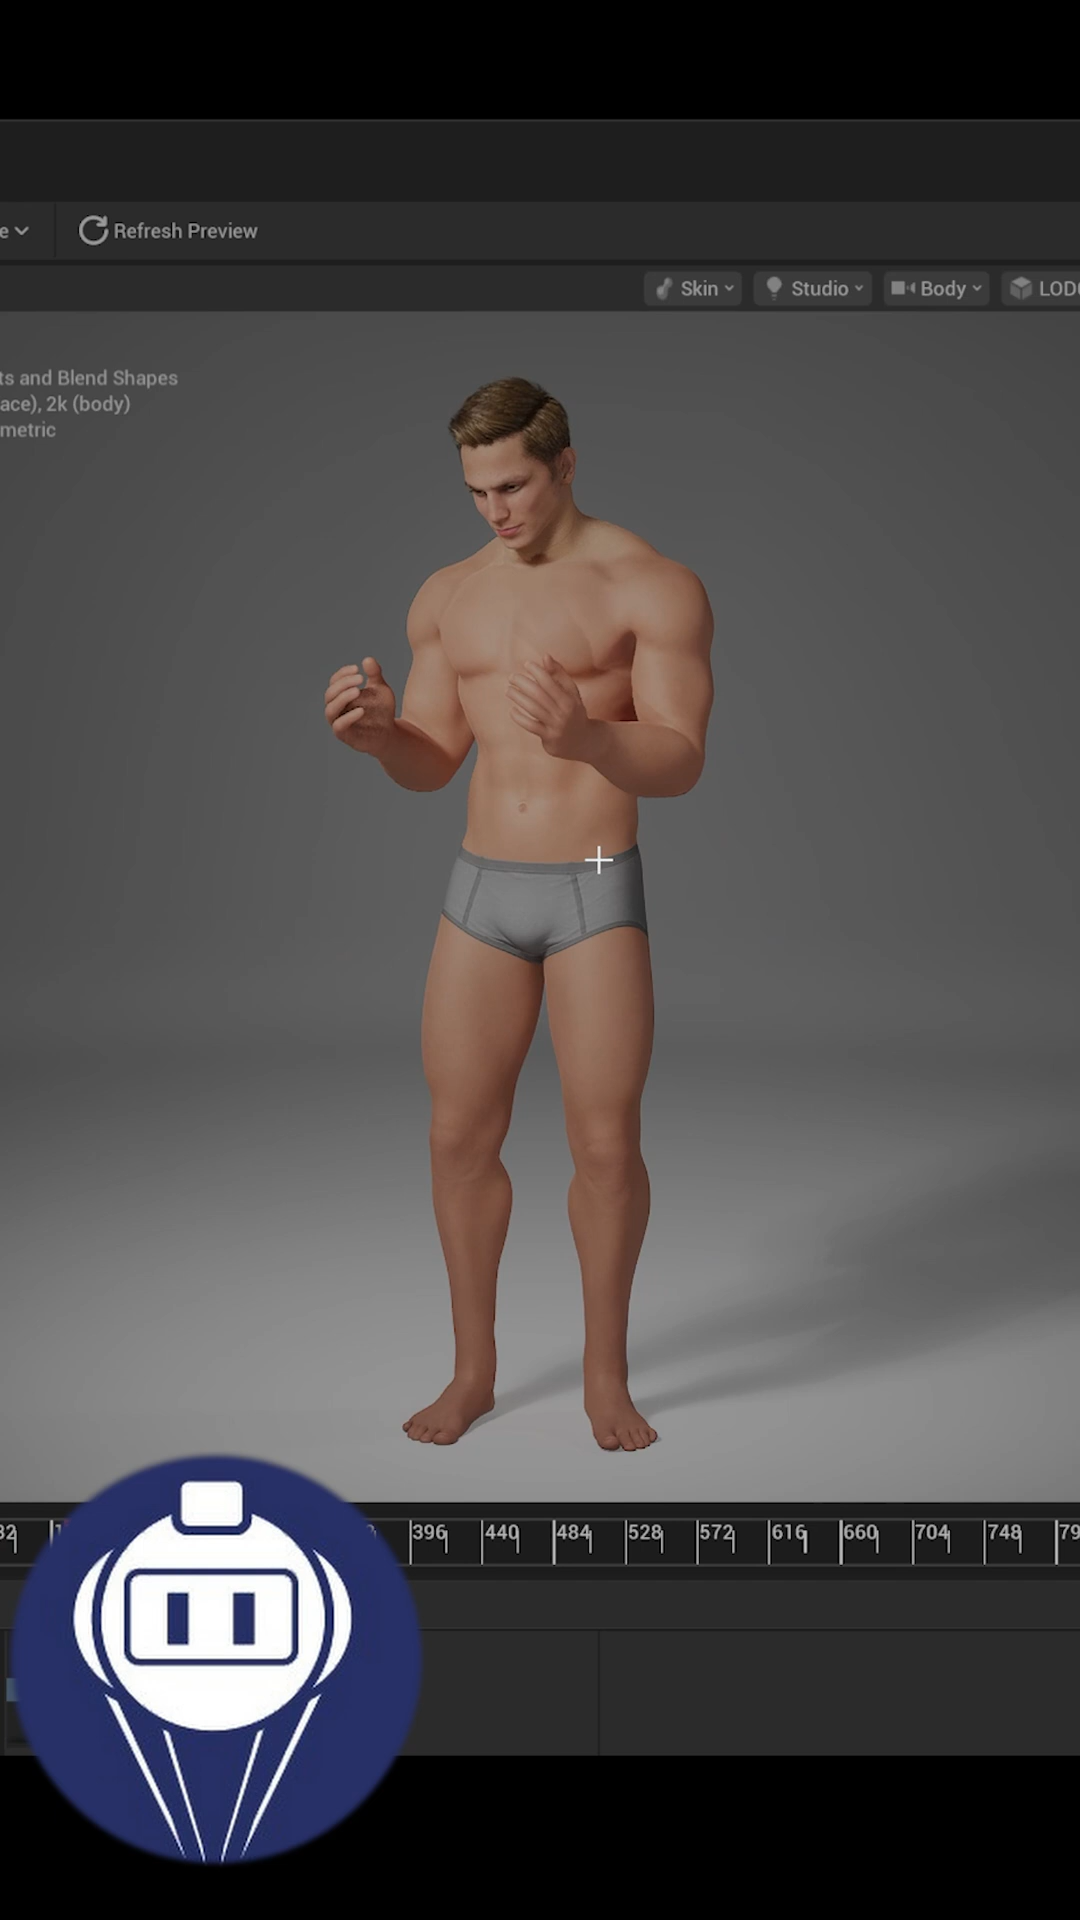 e
Refresh Preview
Skin
Studio
Body
ts and Blend Shapes
ace), 2k (body)
metric
396 440 484 528 572 616 660 704 748